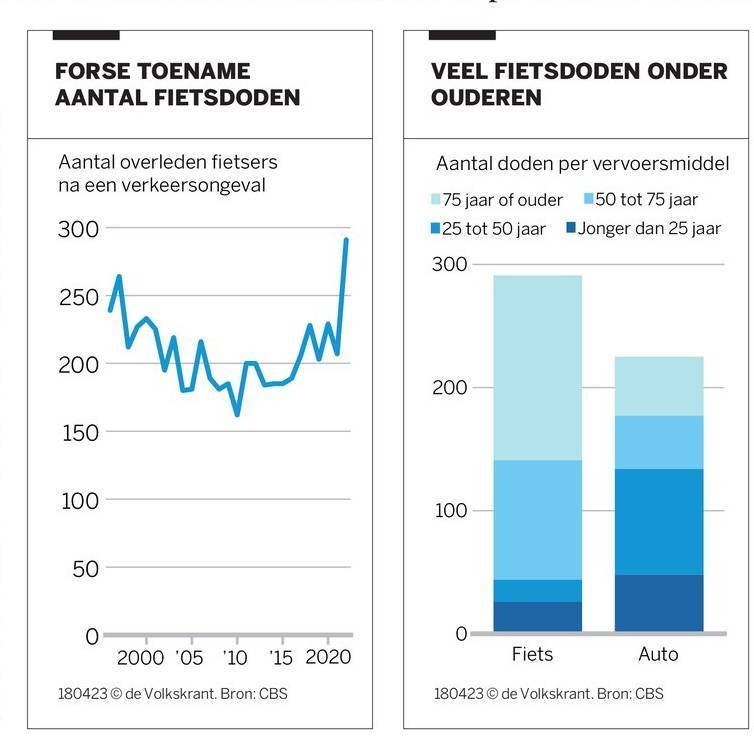 FORSE TOENAME
AANTAL FIETSDODEN
Aantal overleden fietsers
na een verkeersongeval
300
250
200
150
100
50
0
2000 '05 '10 '15 2020
180423 © de Volkskrant. Bron: CBS
VEEL FIETSDODEN ONDER
OUDEREN
Aantal doden per vervoersmiddel
75 jaar of ouder 50 tot 75 jaar
25 tot 50 jaar Jonger dan 25 jaar
300
200
100
0
Fiets Auto
180423 © de Volkskrant. Bron: CBS